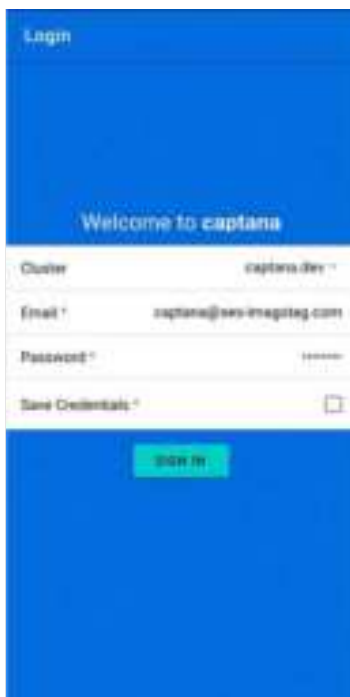 Login
Welcome to captana
Cluster captana.dev
Email * captana@ses-imagotag.com
Password * •••••••
Save Credentials *
SIGN IN